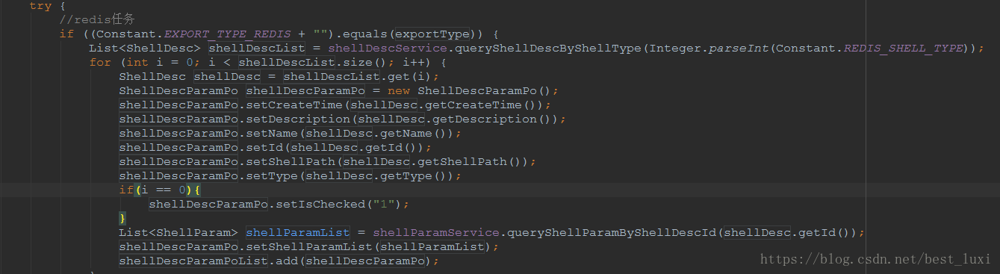 try {
//redis任务
if ((Constant.EXPORT_TYPE_REDIS + "").equals(exportType)) {
List<ShellDesc> shellDescList = shellDescService.queryShellDescByShellType(Integer.parseInt(Constant.REDIS_SHELL_TYPE));
for (int i = 0; i < shellDescList.size(); i++) {
ShellDesc shellDesc = shellDescList.get(i);
ShellDescParamPo shellDescParamPo = new ShellDescParamPo();
shellDescParamPo.setCreateTime(shellDesc.getCreateTime());
shellDescParamPo.setDescription(shellDesc.getDescription());
shellDescParamPo.setName(shellDesc.getName());
shellDescParamPo.setId(shellDesc.getId());
shellDescParamPo.setShellPath(shellDesc.getShellPath());
shellDescParamPo.setType(shellDesc.getType());
if(i == 0){
shellDescParamPo.setIsChecked("1");
}
List<ShellParam> shellParamList = shellParamService.queryShellParamByShellDescId(shellDesc.getId());
shellDescParamPo.setShellParamList(shellParamList);
shellDescParamPoList.add(shellDescParamPo);
https://blog.csdn.net/best_luxi